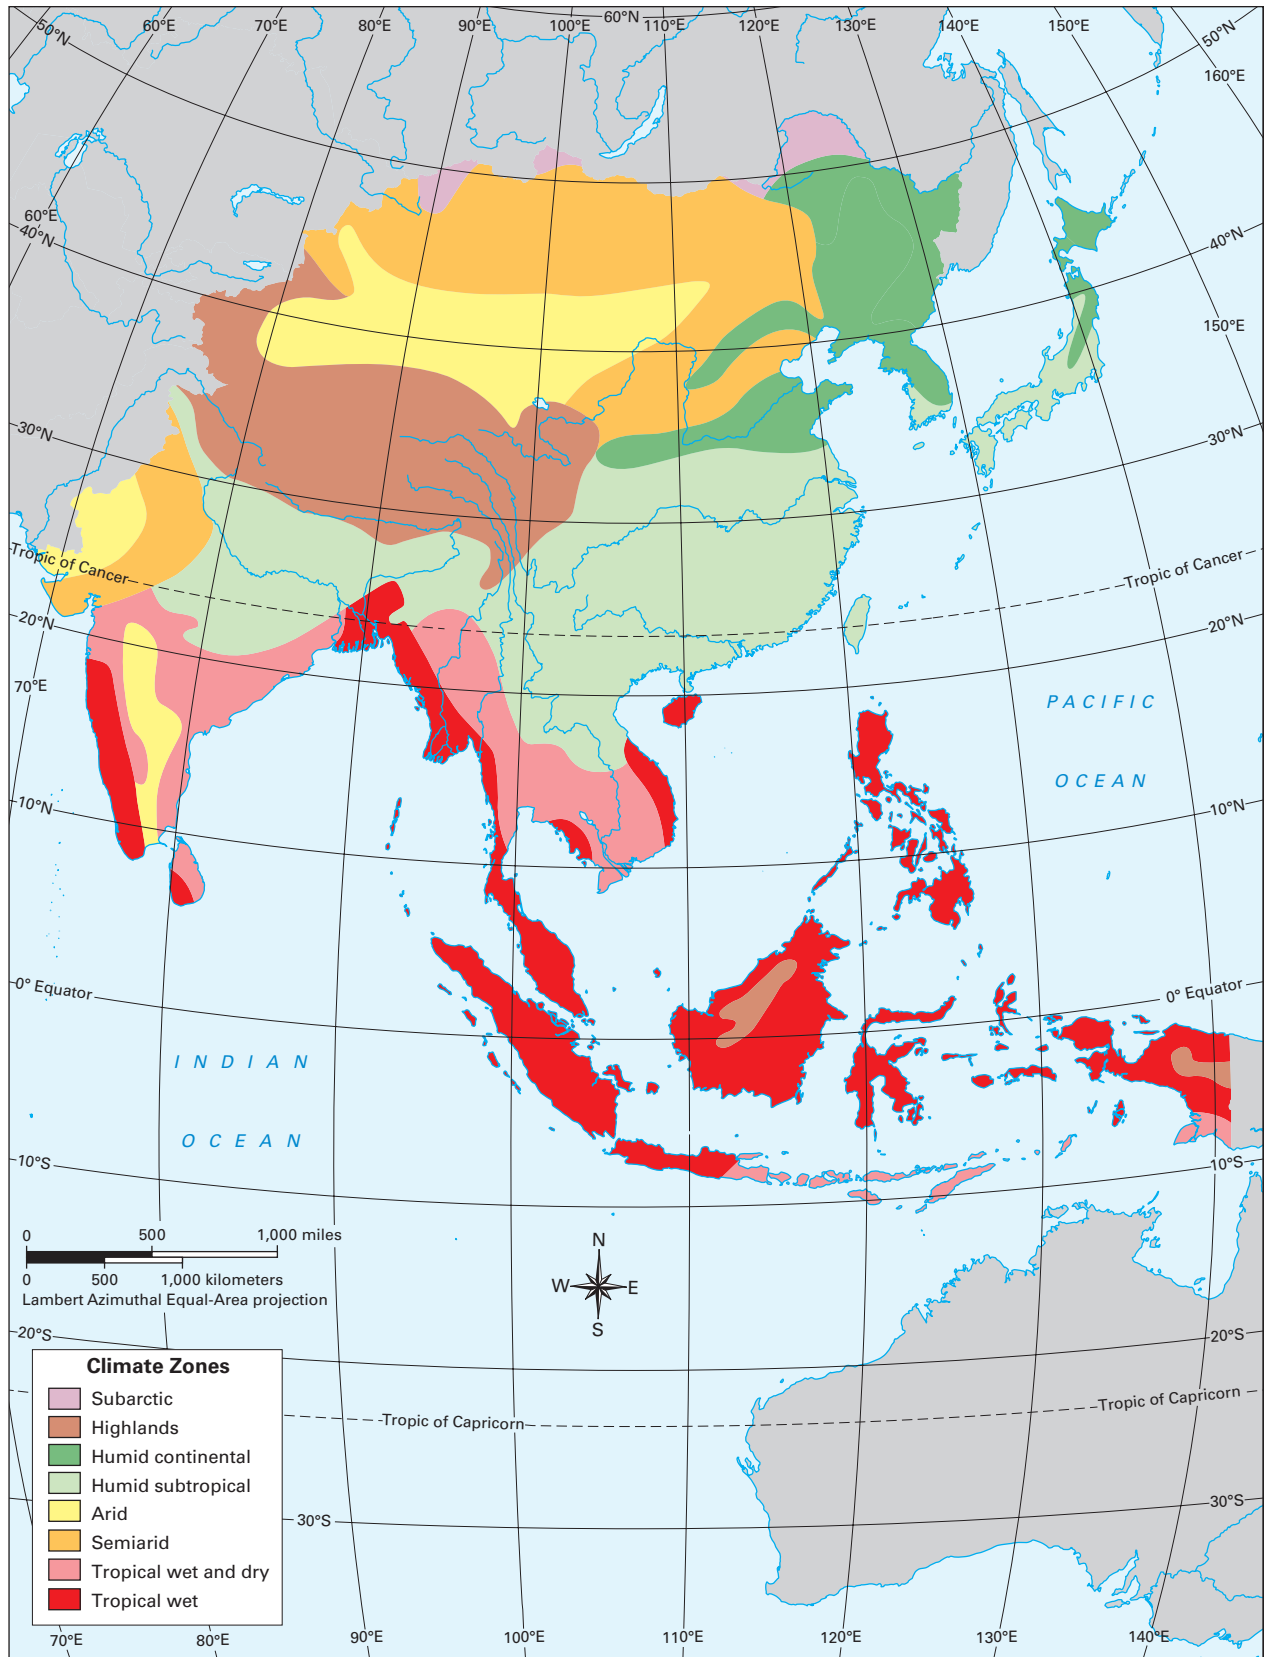 50°N
60°E
70°E
80°E
90°E
100°E
60°N
110°E
120°E
130°E
140°E
150°E
50°N
160°E
60°E
40°N
40°N
150°E
30°N
30°N
Tropic of Cancer
Tropic of Cancer
20°N
20°N
70°E
PACIFIC
OCEAN
10°N
10°N
0° Equator
0° Equator
INDIAN
OCEAN
10°S
10°S
0 500 1,000 miles
0 500 1,000 kilometers
Lambert Azimuthal Equal-Area projection
N
W E
S
20°S
20°S
Tropic of Capricorn
Tropic of Capricorn
30°S
30°S
Climate Zones
Subarctic
Highlands
Humid continental
Humid subtropical
Arid
Semiarid
Tropical wet and dry
Tropical wet
70°E
80°E
90°E
100°E
110°E
120°E
130°E
140°E